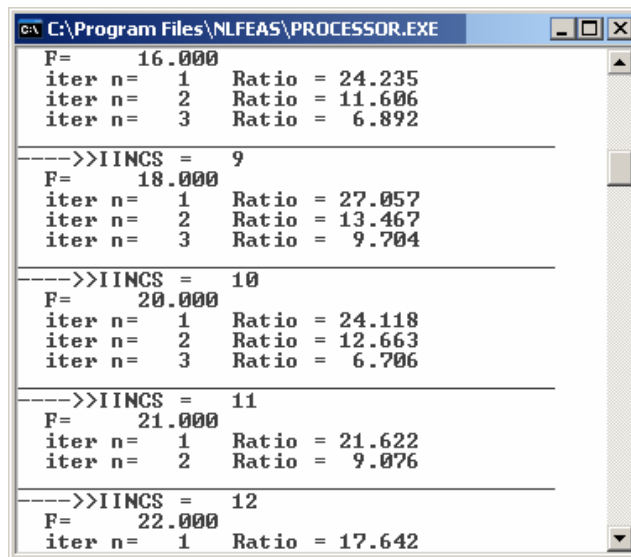 C:\Program Files\NLFEAS\PROCESSOR.EXE
F= 16.000
iter n= 1 Ratio = 24.235
iter n= 2 Ratio = 11.606
iter n= 3 Ratio = 6.892
---->>IINCS = 9
F= 18.000
iter n= 1 Ratio = 27.057
iter n= 2 Ratio = 13.467
iter n= 3 Ratio = 9.704
---->>IINCS = 10
F= 20.000
iter n= 1 Ratio = 24.118
iter n= 2 Ratio = 12.663
iter n= 3 Ratio = 6.706
---->>IINCS = 11
F= 21.000
iter n= 1 Ratio = 21.622
iter n= 2 Ratio = 9.076
---->>IINCS = 12
F= 22.000
iter n= 1 Ratio = 17.642